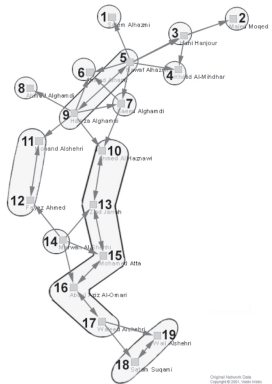 1
Salem Alhazmi
2
Majed Moqed
3
Hani Hanjour
5
Nawaf Alhazmi
6
4
Khalid Al-Mihdhar
8
Ahmed Alghamdi
7
Saeed Alghamdi
9
Hamza Alghamdi
11
Mohand Alshehri
10
Ahmed Al-Haznawi
12
Fayez Ahmed
13
Ziad Jarrah
14
Marwan Al-Shehhi
15
Mohamed Atta
16
Abdul Aziz Al-Omari
17
Waleed Alshehri
19
Wail Alshehri
18
Satam Suqami
Original Network Data
Copyright © 2001, Valdis Krebs